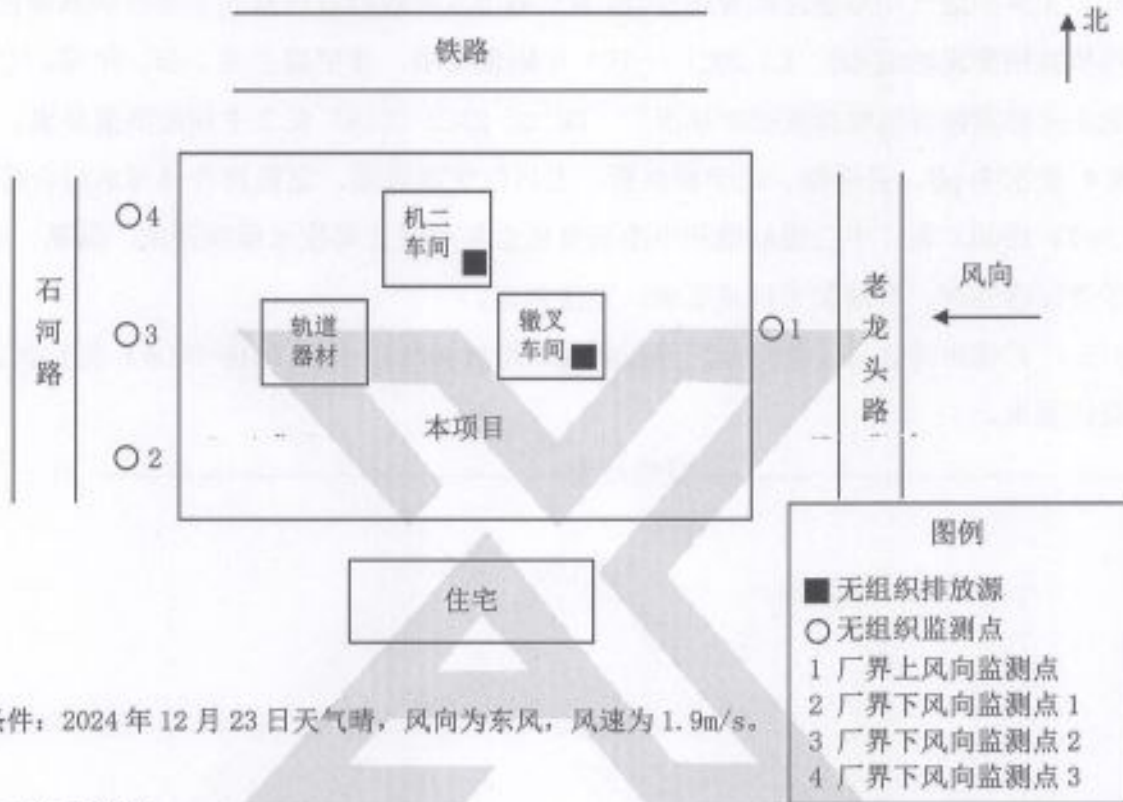 北
铁路
4
机二
车间
石河路
3
轨道
器材
辙叉
车间
1
老龙头路
风向
本项目
2
住宅
图例
无组织排放源
无组织监测点
1 厂界上风向监测点
2 厂界下风向监测点 1
3 厂界下风向监测点 2
4 厂界下风向监测点 3
件：2024 年 12 月 23 日天气晴，风向为东风，风速为 1.9m/s。